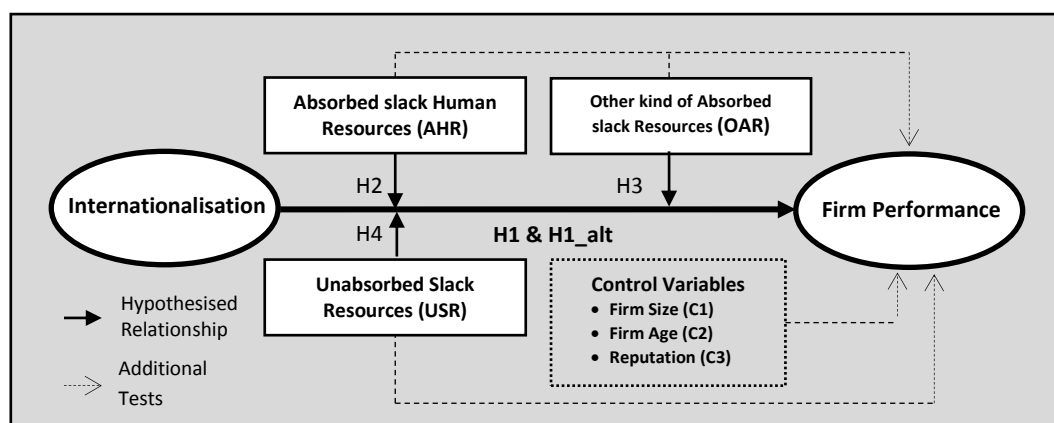 Absorbed slack Human
Resources (AHR)
Other kind of Absorbed
slack Resources (OAR)
H2
H3
Internationalisation
Firm Performance
H4
H1 & H1_alt
Unabsorbed Slack
Resources (USR)
Control Variables
• Firm Size (C1)
• Firm Age (C2)
• Reputation (C3)
Hypothesised
Relationship
Additional
Tests